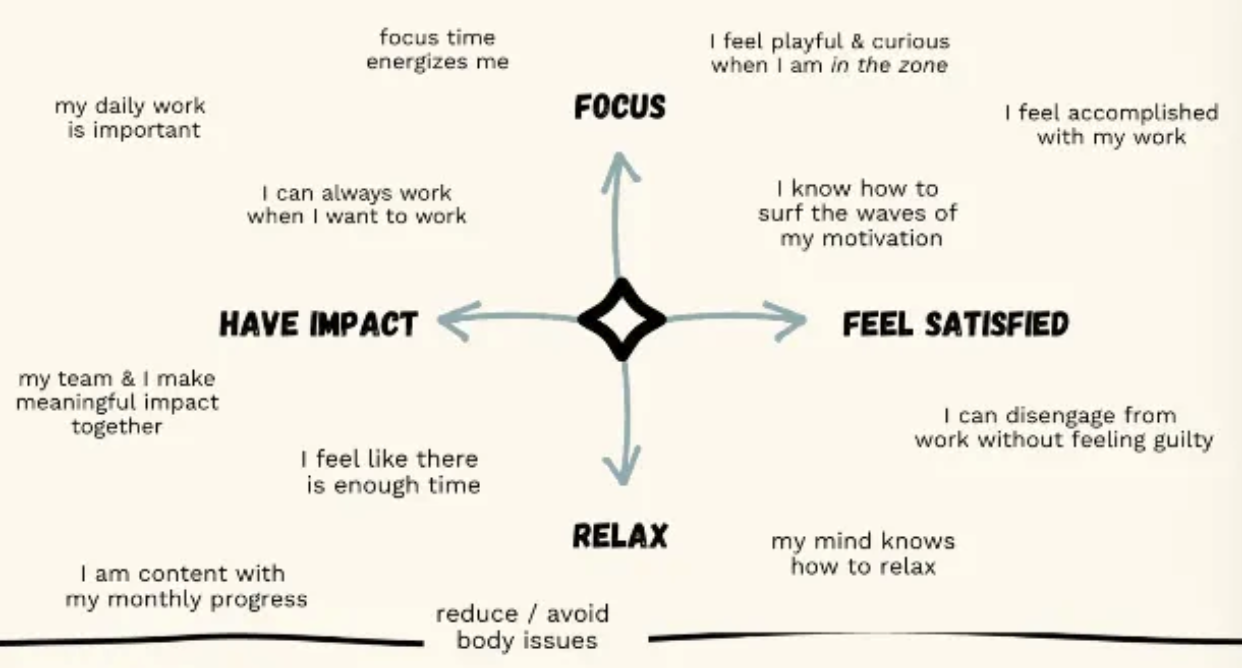 focus time
energizes me
I feel playful & curious
when I am in the zone
FOCUS
my daily work
is important
I feel accomplished
with my work
I can always work
when I want to work
I know how to
surf the waves of
my motivation
HAVE IMPACT
FEEL SATISFIED
my team & I make
meaningful impact
together
I can disengage from
work without feeling guilty
I feel like there
is enough time
RELAX
my mind knows
how to relax
I am content with
my monthly progress
reduce / avoid
body issues